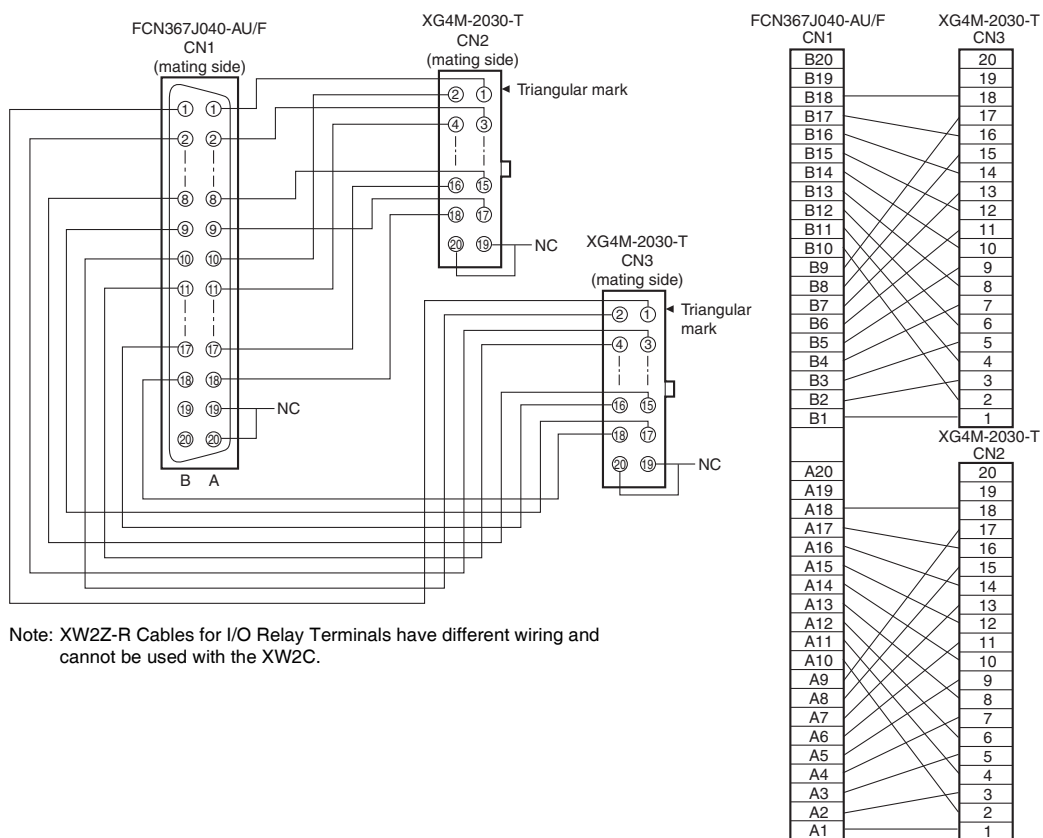 FCN367J040-AU/F
CN1
(mating side)
XG4M-2030-T
CN2
(mating side)
Triangular mark
1 1
2 2
8 8
9 9
10 10
11 11
17 17
18 18
19 19
20 20
B A
NC
2 1
4 3
16 15
18 17
20 19
NC
XG4M-2030-T
CN3
(mating side)
Triangular
mark
2 1
4 3
16 15
18 17
20 19
NC
Note: XW2Z-R Cables for I/O Relay Terminals have different wiring and
cannot be used with the XW2C.
FCN367J040-AU/F
CN1
XG4M-2030-T
CN3
B20 20
B19 19
B18 18
B17 17
B16 16
B15 15
B14 14
B13 13
B12 12
B11 11
B10 10
B9 9
B8 8
B7 7
B6 6
B5 5
B4 4
B3 3
B2 2
B1 1
XG4M-2030-T
CN2
A20 20
A19 19
A18 18
A17 17
A16 16
A15 15
A14 14
A13 13
A12 12
A11 11
A10 10
A9 9
A8 8
A7 7
A6 6
A5 5
A4 4
A3 3
A2 2
A1 1